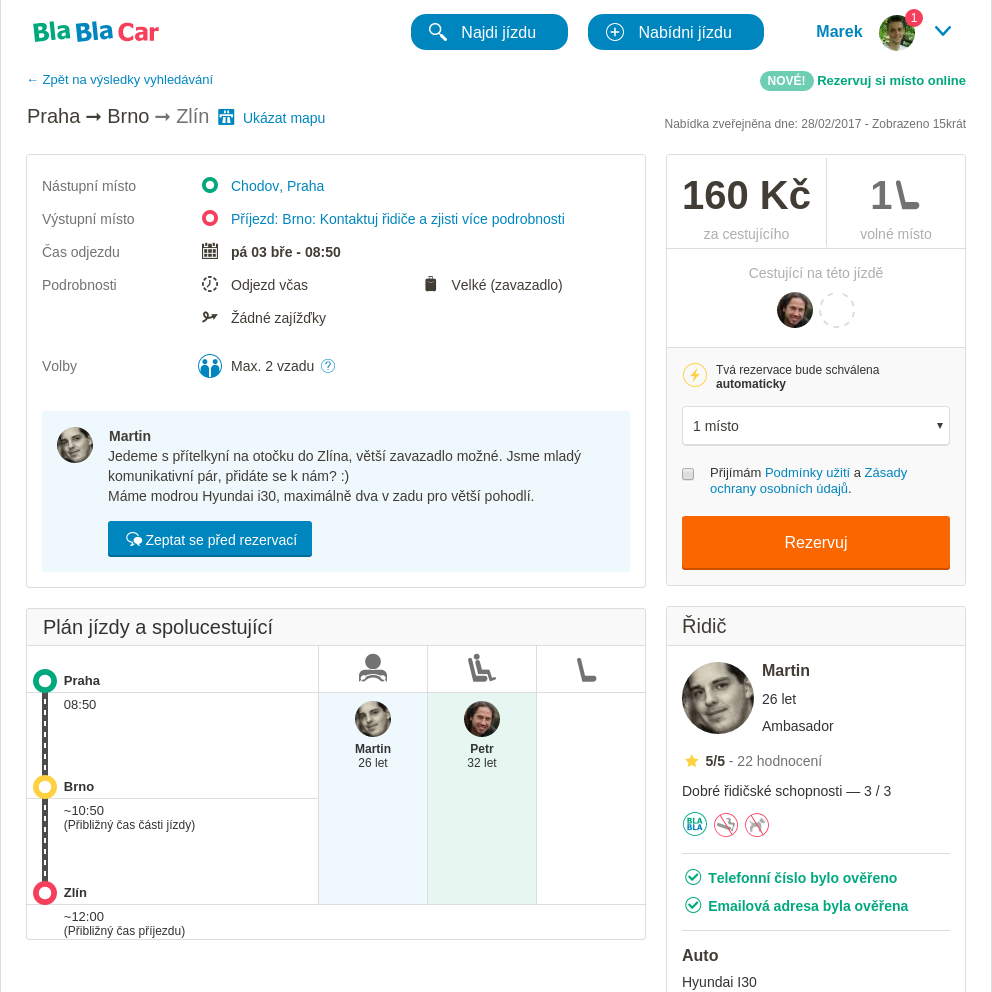 Bla Bla Car
Najdi jízdu
Nabídni jízdu
Marek
1
← Zpět na výsledky vyhledávání
NOVÉ! Rezervuj si místo online
Praha → Brno → Zlín Ukázat mapu
Nabídka zveřejněna dne: 28/02/2017 - Zobrazeno 15krát
Nástupní místo Chodov, Praha
Výstupní místo Příjezd: Brno: Kontaktuj řidiče a zjisti více podrobnosti
Čas odjezdu pá 03 bře - 08:50
Podrobnosti Odjezd včas Velké (zavazadlo)
Žádné zajížďky
Volby Max. 2 vzadu ?
Martin
Jedeme s přítelkyní na otočku do Zlína, větší zavazadlo možné. Jsme mladý
komunikativní pár, přidáte se k nám? :)
Máme modrou Hyundai i30, maximálně dva v zadu pro větší pohodlí.
Zeptat se před rezervací
160 Kč
za cestujícího
1
volné místo
Cestující na této jízdě
Tvá rezervace bude schválena
automaticky
1 místo
Přijímám Podmínky užití a Zásady
ochrany osobních údajů.
Rezervuj
Plán jízdy a spolucestující
Praha
08:50
Martin
26 let
Petr
32 let
Brno
~10:50
(Přibližný čas části jízdy)
Zlín
~12:00
(Přibližný čas příjezdu)
Řidič
Martin
26 let
Ambasador
5/5 - 22 hodnocení
Dobré řidičské schopnosti — 3 / 3
BLA
BLA
Telefonní číslo bylo ověřeno
Emailová adresa byla ověřena
Auto
Hyundai I30